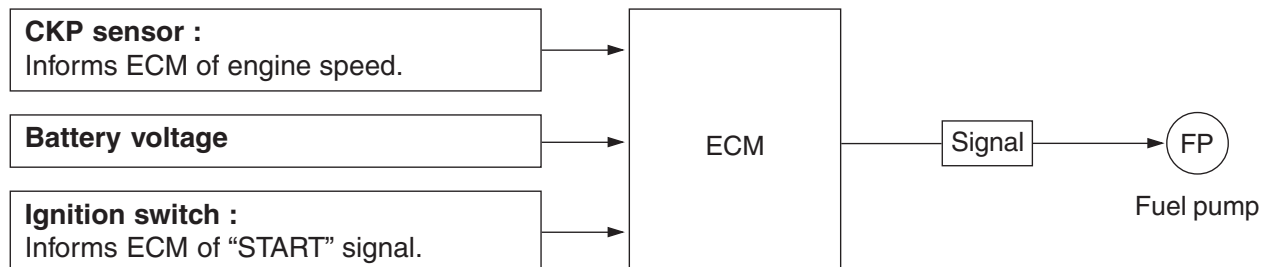 CKP sensor :
Informs ECM of engine speed.
Battery voltage
Ignition switch :
Informs ECM of “START” signal.
ECM
Signal
FP
Fuel pump